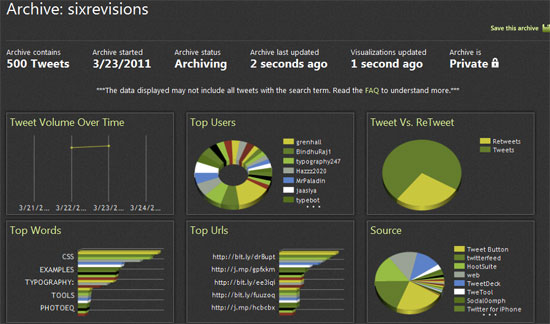 Archive: sixrevisions
Save this archive
Archive contains
500 Tweets
Archive started
3/23/2011
Archive status
Archiving
Archive last updated
2 seconds ago
Visualizations updated
1 second ago
Archive is
Private
***The data displayed may not include all tweets with the search term. Read the FAQ to understand more.***
Tweet Volume Over Time
3/21/2... 3/22/2... 3/23/2... 3/24/2...
Top Users
grenhall
BindhuRaj1
typography247
Hazzz2020
MrPaladin
jaasiya
typebot
Tweet Vs. ReTweet
Retweets
Tweets
Top Words
CSS
EXAMPLES
TYPOGRAPHY:
TOOLS
PHOTOEQ
Top Urls
http://bit.ly/dr8upt
http://j.mp/gpfkkm
http://bit.ly/ee3lqi
http://bit.ly/fuuzoq
http://j.mp/hcbcbx
Source
Tweet Button
twitterfeed
HootSuite
web
TweetDeck
TweeTool
SocialOomph
Twitter for iPhone